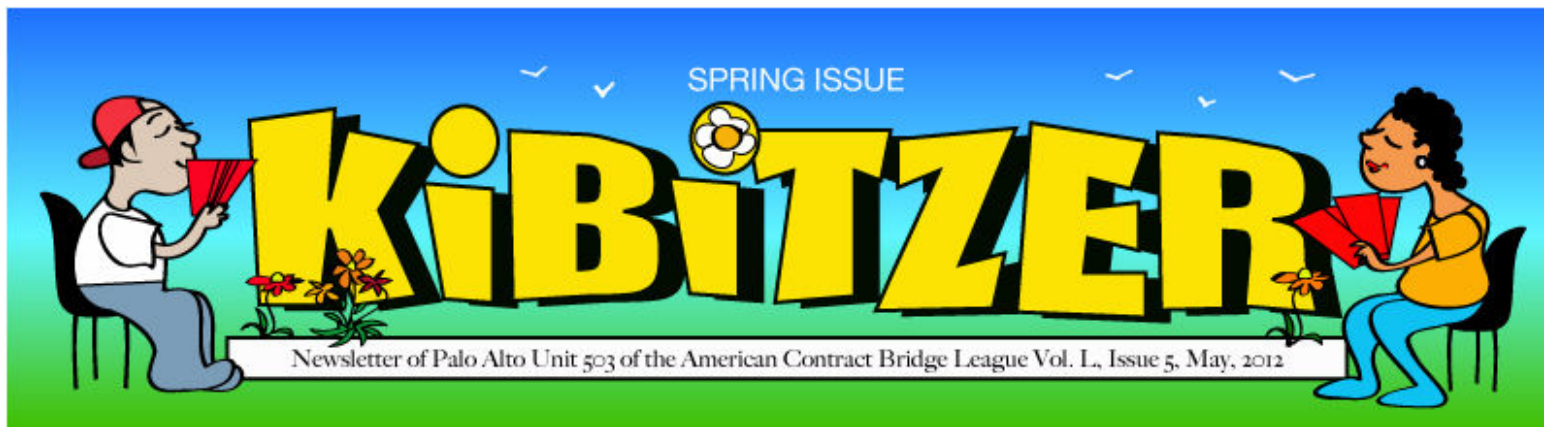 SPRING ISSUE
KiBiTZER
Newsletter of Palo Alto Unit 503 of the American Contract Bridge League Vol. L, Issue 5, May, 2012